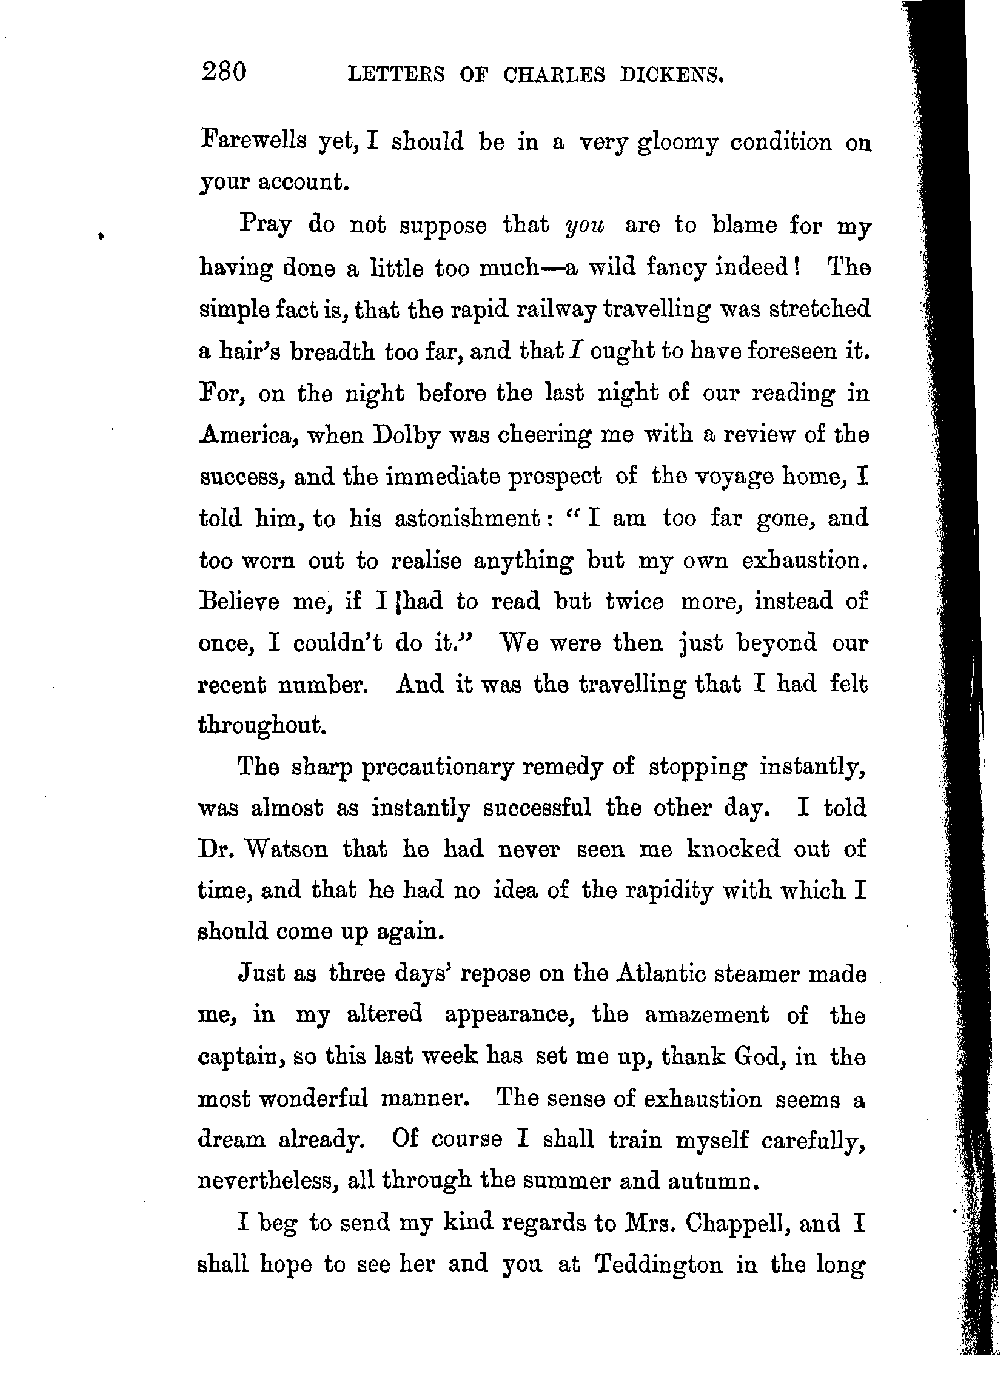 280 LETTERS OF CHARLES DICKENS.
Farewells yet, I should be in a very gloomy condition on
your account.
Pray do not suppose that you are to blame for my
having done a little too much—a wild fancy indeed! The
simple fact is, that the rapid railway travelling was stretched
a hair's breadth too far, and that I ought to have foreseen it.
For, on the night before the last night of our reading in
America, when Dolby was cheering me with a review of the
success, and the immediate prospect of the voyage home, I
told him, to his astonishment: "I am too far gone, and
too worn out to realise anything but my own exhaustion.
Believe me, if I had to read but twice more, instead of
once, I couldn't do it." We were then just beyond our
recent number. And it was the travelling that I had felt
throughout.
The sharp precautionary remedy of stopping instantly,
was almost as instantly successful the other day. I told
Dr. Watson that he had never seen me knocked out of
time, and that he had no idea of the rapidity with which I
should come up again.
Just as three days' repose on the Atlantic steamer made
me, in my altered appearance, the amazement of the
captain, so this last week has set me up, thank God, in the
most wonderful manner. The sense of exhaustion seems a
dream already. Of course I shall train myself carefully,
nevertheless, all through the summer and autumn.
I beg to send my kind regards to Mrs. Chappell, and I
shall hope to see her and you at Teddington in the long